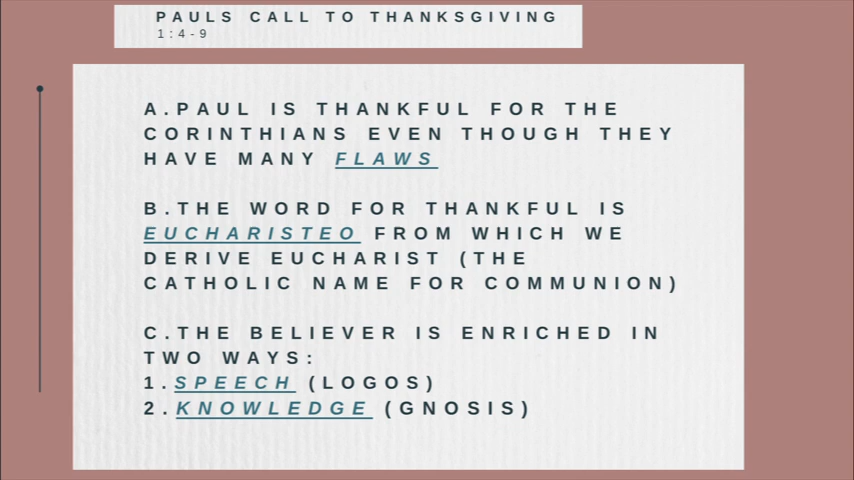 PAULS CALL TO THANKSGIVING
1:4-9
A.PAUL IS THANKFUL FOR THE
CORINTHIANS EVEN THOUGH THEY
HAVE MANY FLAWS
B.THE WORD FOR THANKFUL IS
EUCHARISTEO FROM WHICH WE
DERIVE EUCHARIST (THE
CATHOLIC NAME FOR COMMUNION)
C.THE BELIEVER IS ENRICHED IN
TWO WAYS:
1.SPEECH (LOGOS)
2.KNOWLEDGE (GNOSIS)